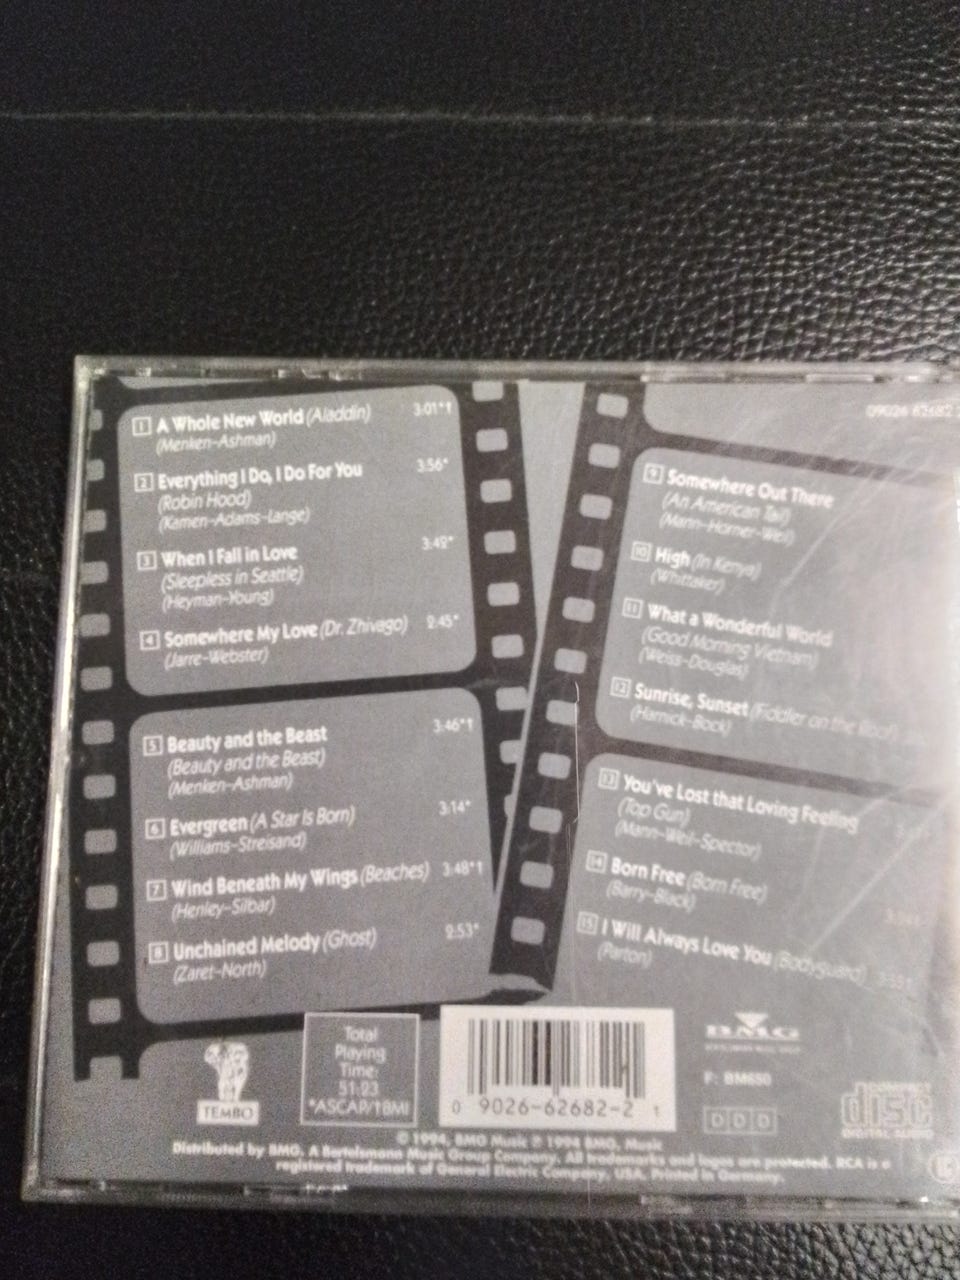 1 A Whole New World (Aladdin) 3:01*†
(Menken-Ashman)
2 Everything I Do, I Do For You 3:56*
(Robin Hood)
(Kamen-Adams-Lange)
3 When I Fall in Love 3:42*
(Sleepless in Seattle)
(Heyman-Young)
4 Somewhere My Love (Dr. Zhivago) 2:45*
(Jarre-Webster)
5 Beauty and the Beast 3:46*†
(Beauty and the Beast)
(Menken-Ashman)
6 Evergreen (A Star Is Born) 3:14*
(Williams-Streisand)
7 Wind Beneath My Wings (Beaches) 3:48*†
(Henley-Silbar)
8 Unchained Melody (Ghost) 2:53*
(Zaret-North)
09026 62682
9 Somewhere Out There
(An American Tail)
(Mann-Horner-Weil)
10 High (In Kenya)
(Whittaker)
11 What a Wonderful World
(Good Morning Vietnam)
(Weiss-Douglas)
12 Sunrise, Sunset (Fiddler on the Roof)
(Harnick-Bock)
13 You've Lost that Loving Feeling
(Top Gun)
(Mann-Weil-Spector)
14 Born Free (Born Free)
(Barry-Black)
15 I Will Always Love You (Bodyguard)
(Parton)
TEMBO
Total
Playing
Time:
51:23
*ASCAP/†BMI
0 9026-62682-2 1
BMG
F: BM650
D D D
COMPACT
disc
DIGITAL AUDIO
© 1994, BMG Music ℗ 1994 BMG, Music
Distributed by BMG, A Bertelsmann Music Group Company. All trademarks and logos are protected. RCA is a
registered trademark of General Electric Company, USA. Printed in Germany.